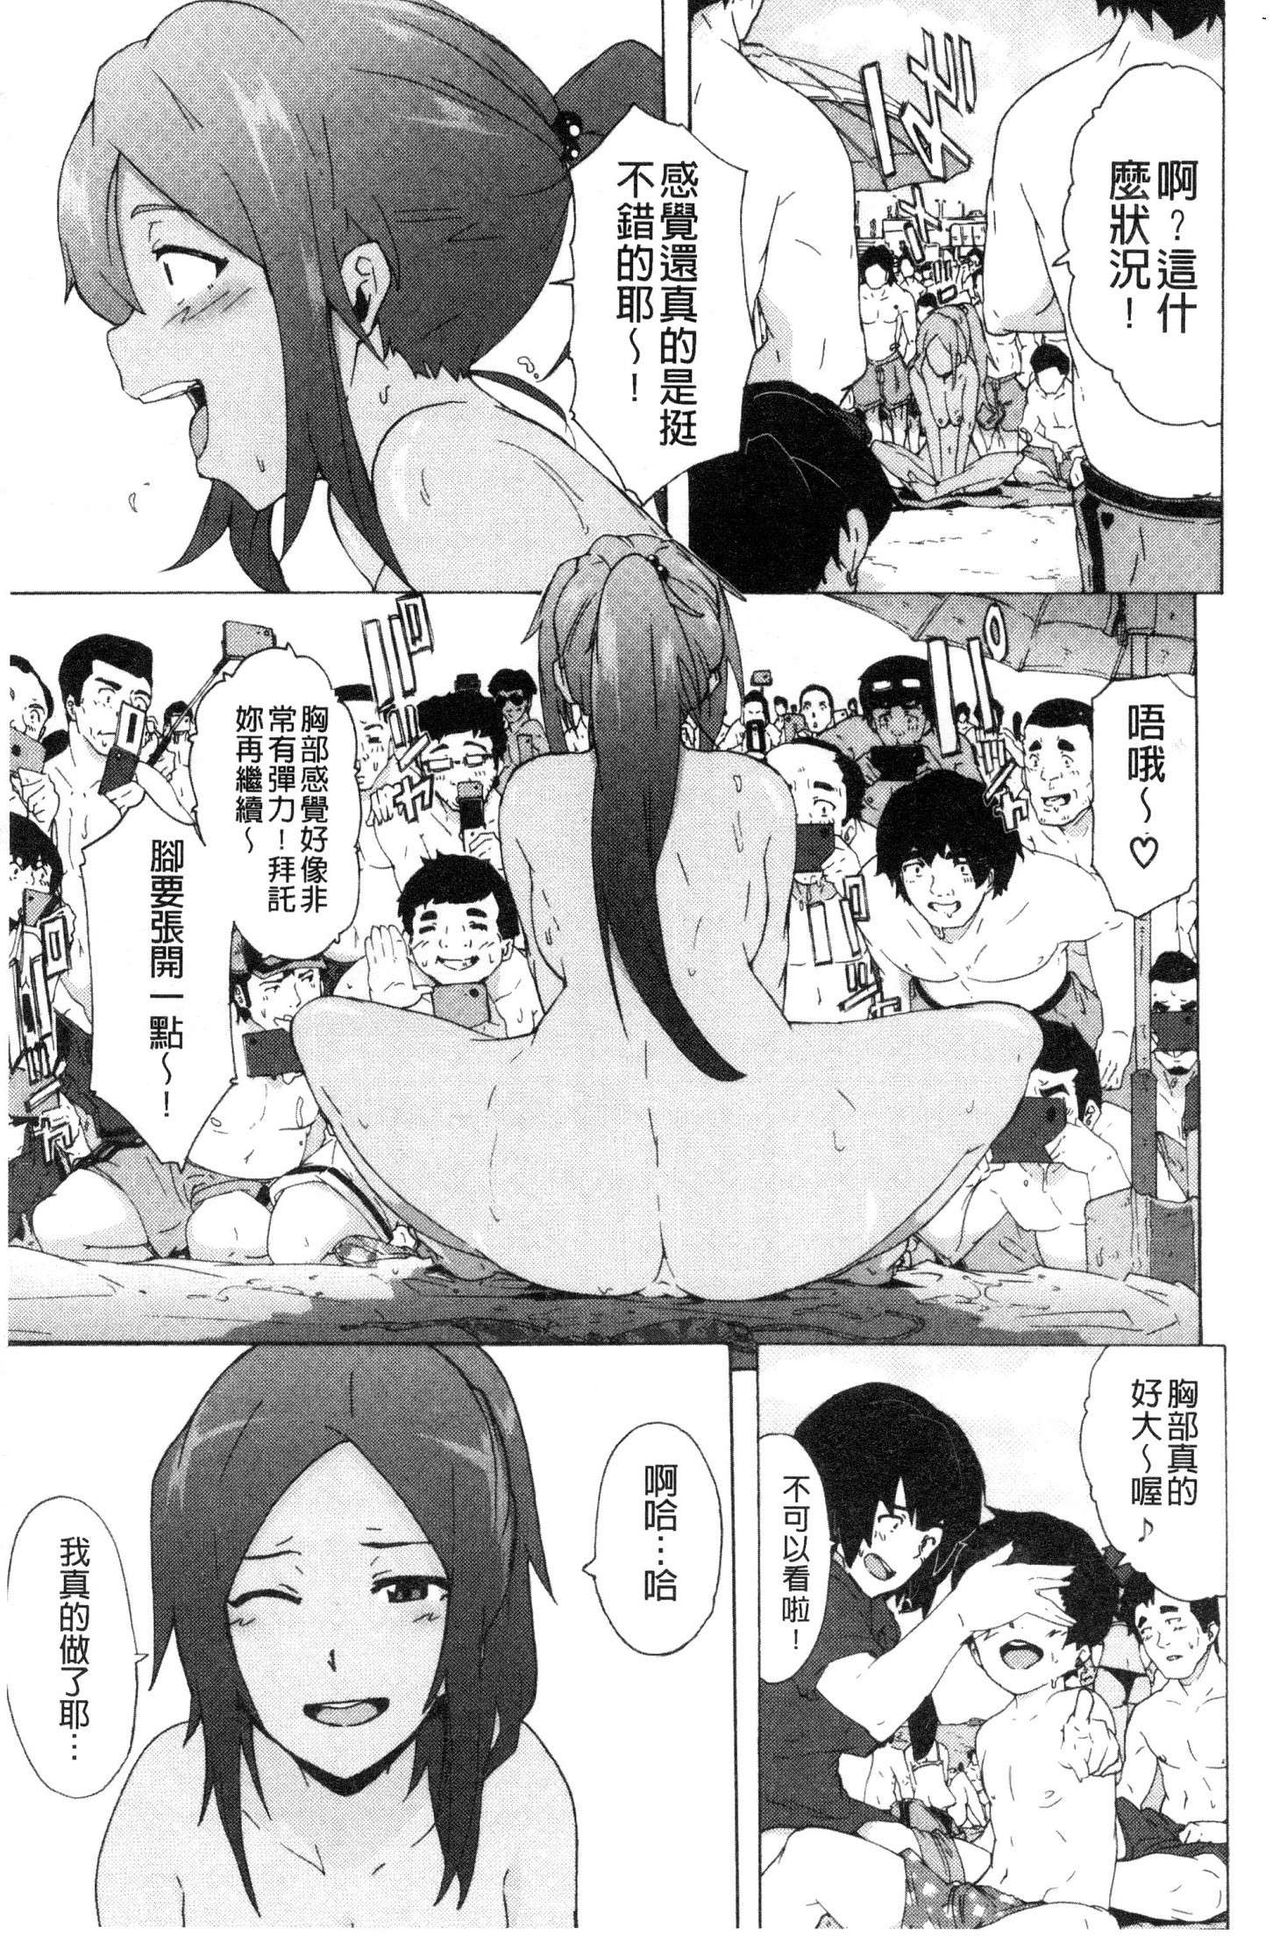 啊？這什
麼狀況！
感覺還真的是挺
不錯的耶～！
唔哦～♡
胸部感覺好像非
常有彈力！拜託
妳再繼續～
腳要張開一點～！
胸部真的
好大～喔♪
不可以看啦！
啊哈…哈
我真的做了耶…